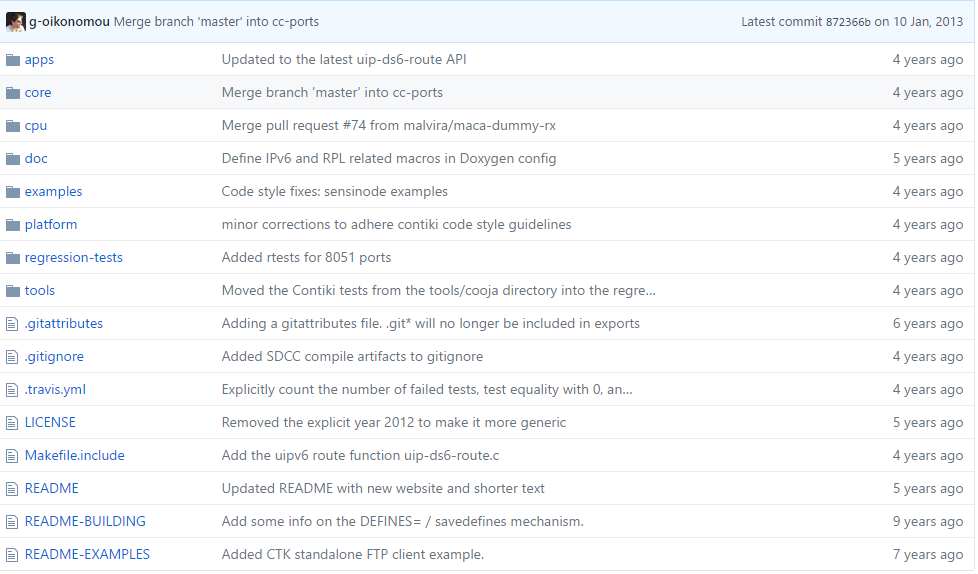 g-oikonomou Merge branch 'master' into cc-ports Latest commit 872366b on 10 Jan, 2013
apps Updated to the latest uip-ds6-route API 4 years ago
core Merge branch 'master' into cc-ports 4 years ago
cpu Merge pull request #74 from malvira/maca-dummy-rx 4 years ago
doc Define IPv6 and RPL related macros in Doxygen config 5 years ago
examples Code style fixes: sensinode examples 4 years ago
platform minor corrections to adhere contiki code style guidelines 4 years ago
regression-tests Added rtests for 8051 ports 4 years ago
tools Moved the Contiki tests from the tools/cooja directory into the regre... 4 years ago
.gitattributes Adding a gitattributes file. .git* will no longer be included in exports 6 years ago
.gitignore Added SDCC compile artifacts to gitignore 4 years ago
.travis.yml Explicitly count the number of failed tests, test equality with 0, an... 4 years ago
LICENSE Removed the explicit year 2012 to make it more generic 5 years ago
Makefile.include Add the uipv6 route function uip-ds6-route.c 4 years ago
README Updated README with new website and shorter text 5 years ago
README-BUILDING Add some info on the DEFINES= / savedefines mechanism. 9 years ago
README-EXAMPLES Added CTK standalone FTP client example. 7 years ago